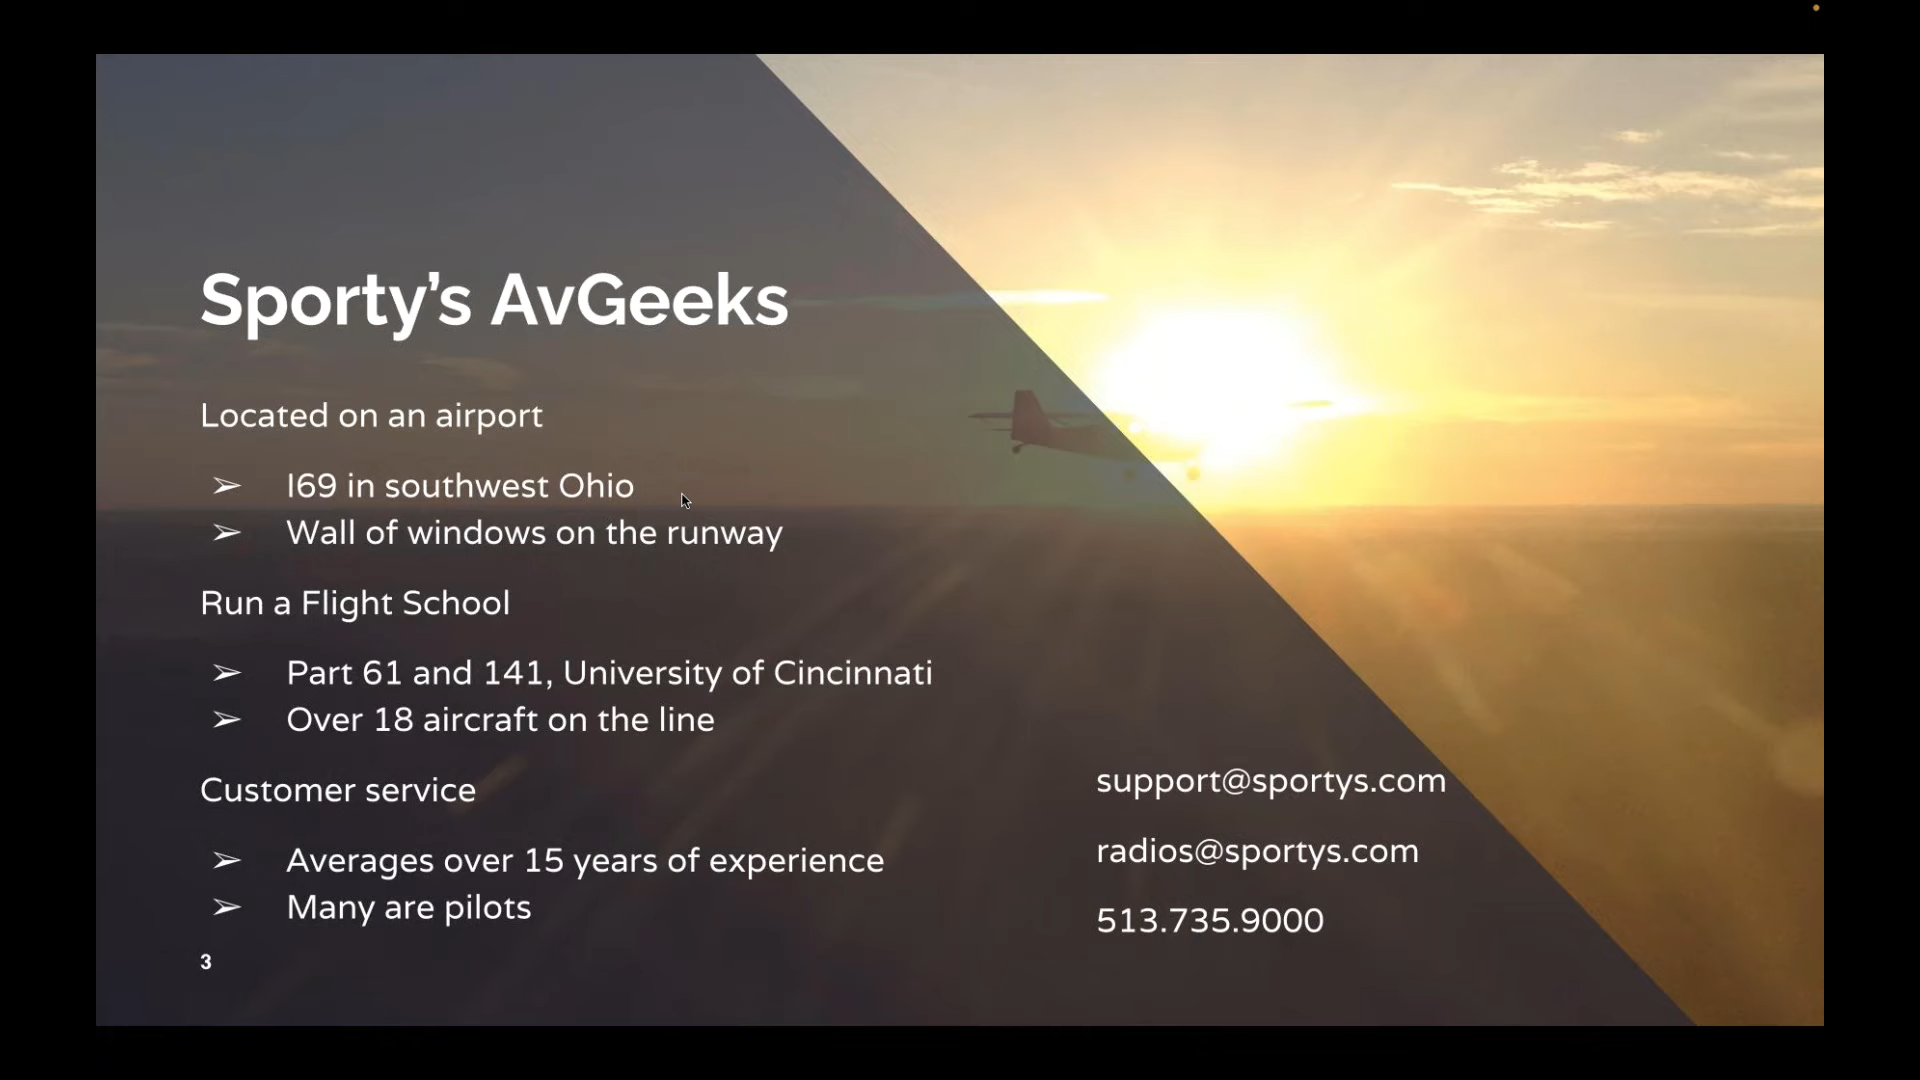 Sporty’s AvGeeks
Located on an airport
➢ I69 in southwest Ohio
➢ Wall of windows on the runway
Run a Flight School
➢ Part 61 and 141, University of Cincinnati
➢ Over 18 aircraft on the line
Customer service
➢ Averages over 15 years of experience
➢ Many are pilots
support@sportys.com
radios@sportys.com
513.735.9000
3